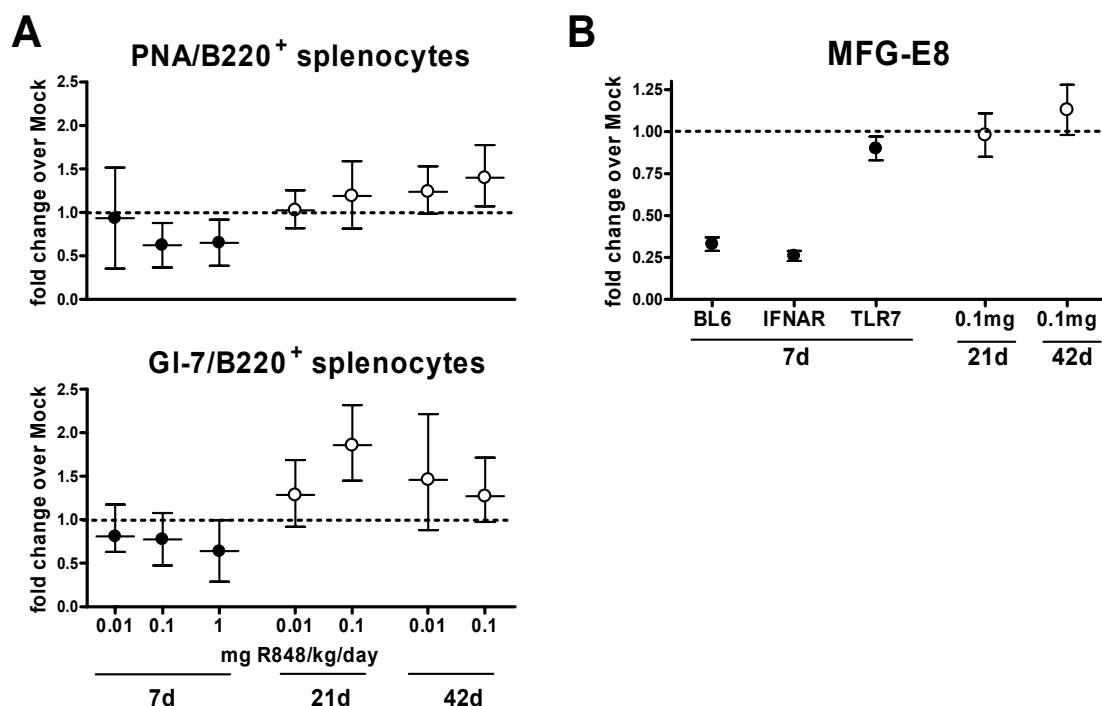 A
PNA/B220+ splenocytes
fold change over Mock
2.5
2.0
1.5
1.0
0.5
0.0
GI-7/B220+ splenocytes
fold change over Mock
2.5
2.0
1.5
1.0
0.5
0.0
0.01 0.1 1 0.01 0.1 0.01 0.1
mg R848/kg/day
7d 21d 42d
B
MFG-E8
fold change over Mock
1.25
1.00
0.75
0.50
0.25
0.00
BL6 IFNAR TLR7 0.1mg 0.1mg
7d 21d 42d